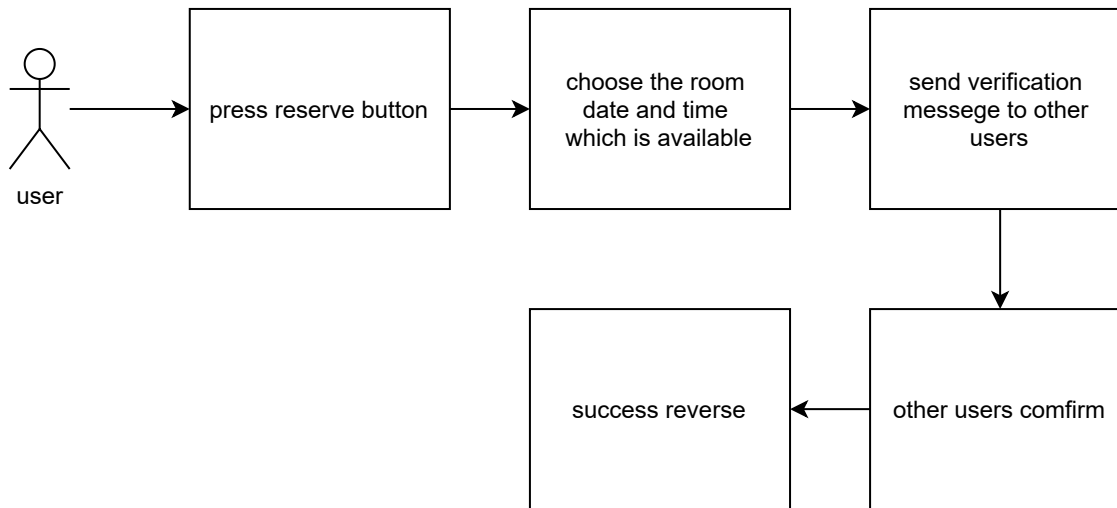 user
press reserve button
choose the room
date and time
which is available
send verification
messege to other
users
other users comfirm
success reverse